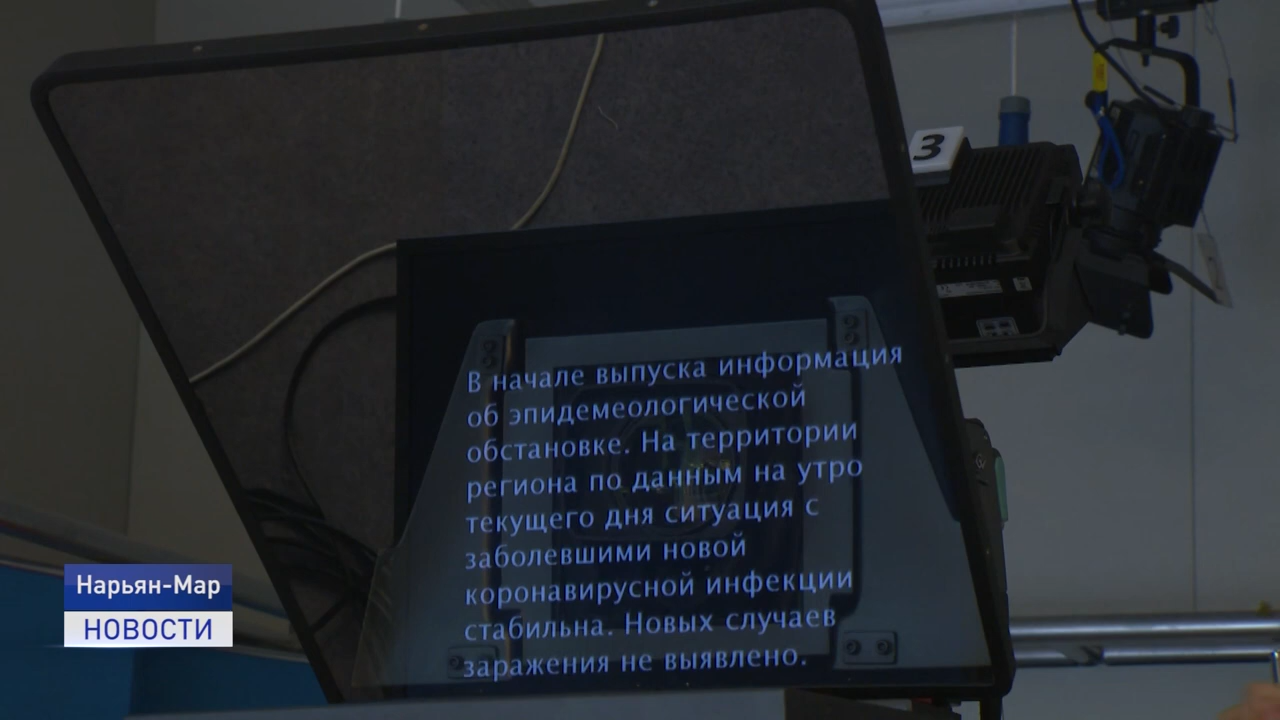 3
В начале выпуска информация
об эпидемеологической
обстановке. На территории
региона по данным на утро
текущего дня ситуация с
заболевшими новой
коронавирусной инфекции
стабильна. Новых случаев
заражения не выявлено.
Нарьян-Мар
НОВОСТИ